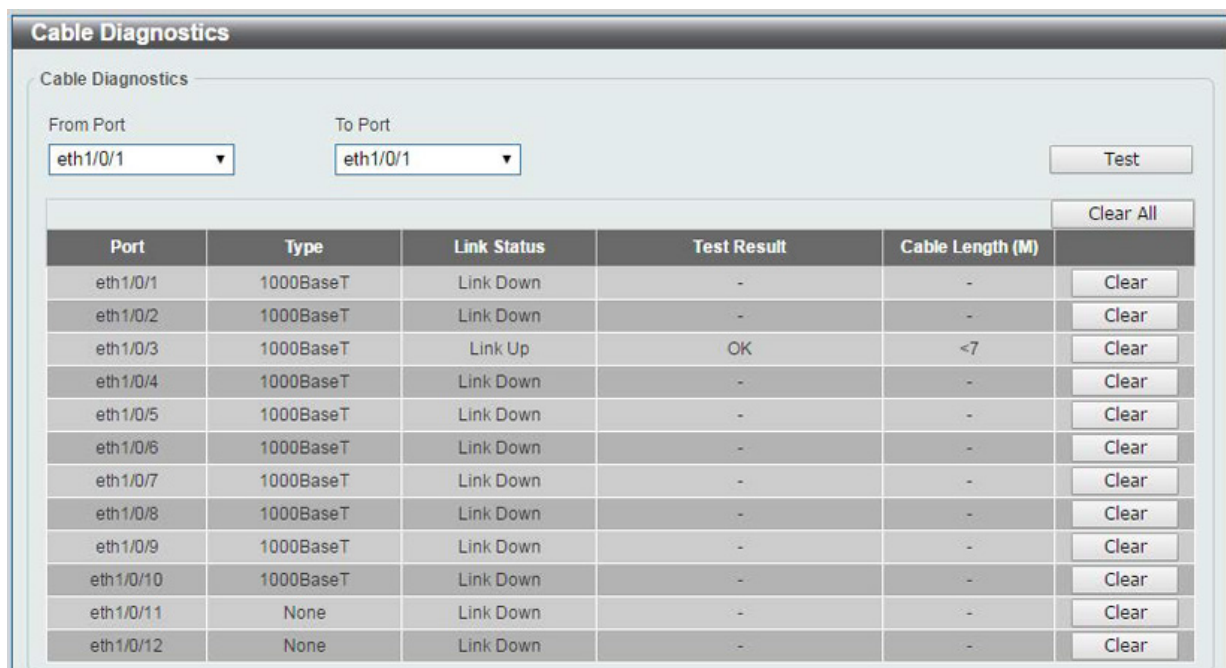 Cable Diagnostics
Cable Diagnostics
From Port To Port
eth1/0/1 eth1/0/1 Test
Clear All
Port Type Link Status Test Result Cable Length (M)
eth1/0/1 1000BaseT Link Down - - Clear
eth1/0/2 1000BaseT Link Down - - Clear
eth1/0/3 1000BaseT Link Up OK <7 Clear
eth1/0/4 1000BaseT Link Down - - Clear
eth1/0/5 1000BaseT Link Down - - Clear
eth1/0/6 1000BaseT Link Down - - Clear
eth1/0/7 1000BaseT Link Down - - Clear
eth1/0/8 1000BaseT Link Down - - Clear
eth1/0/9 1000BaseT Link Down - - Clear
eth1/0/10 1000BaseT Link Down - - Clear
eth1/0/11 None Link Down - - Clear
eth1/0/12 None Link Down - - Clear